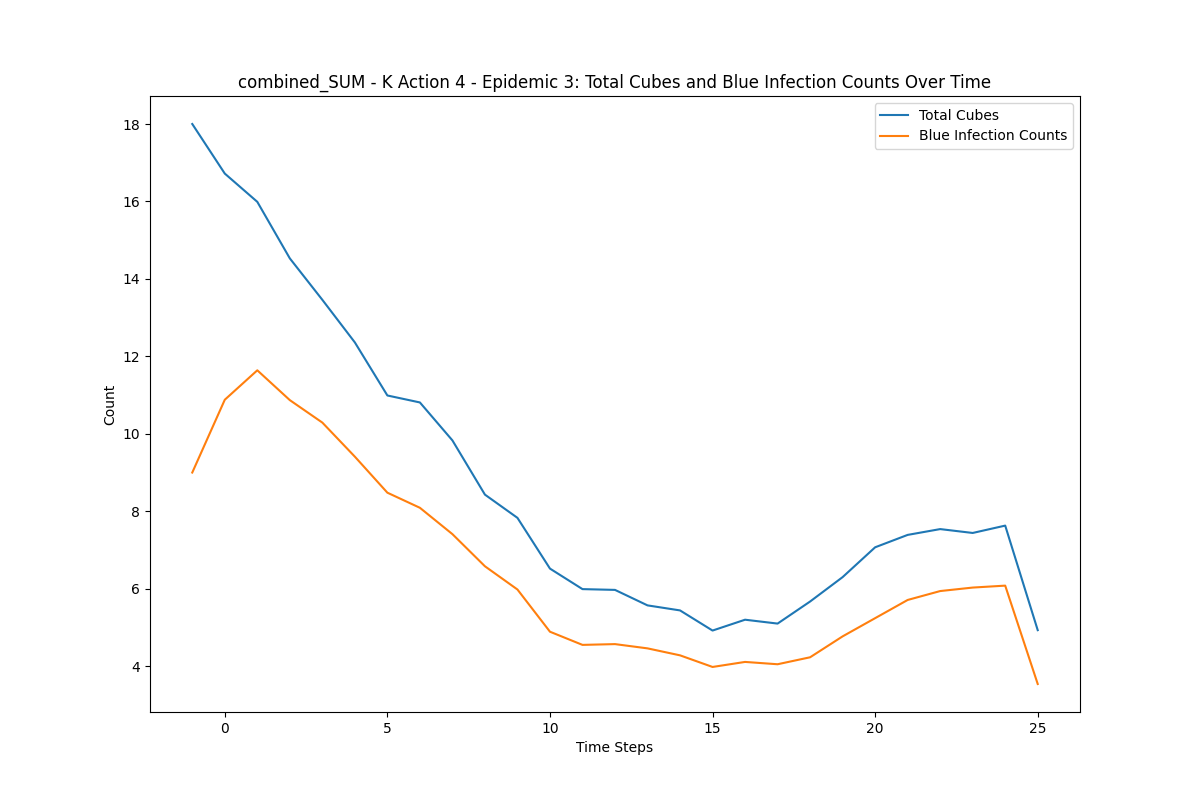 combined_SUM - K Action 4 - Epidemic 3: Total Cubes and Blue Infection Counts Over Time
Total Cubes
Blue Infection Counts
18
16
14
12
10
8
6
4
Count
0
5
10
15
20
25
Time Steps